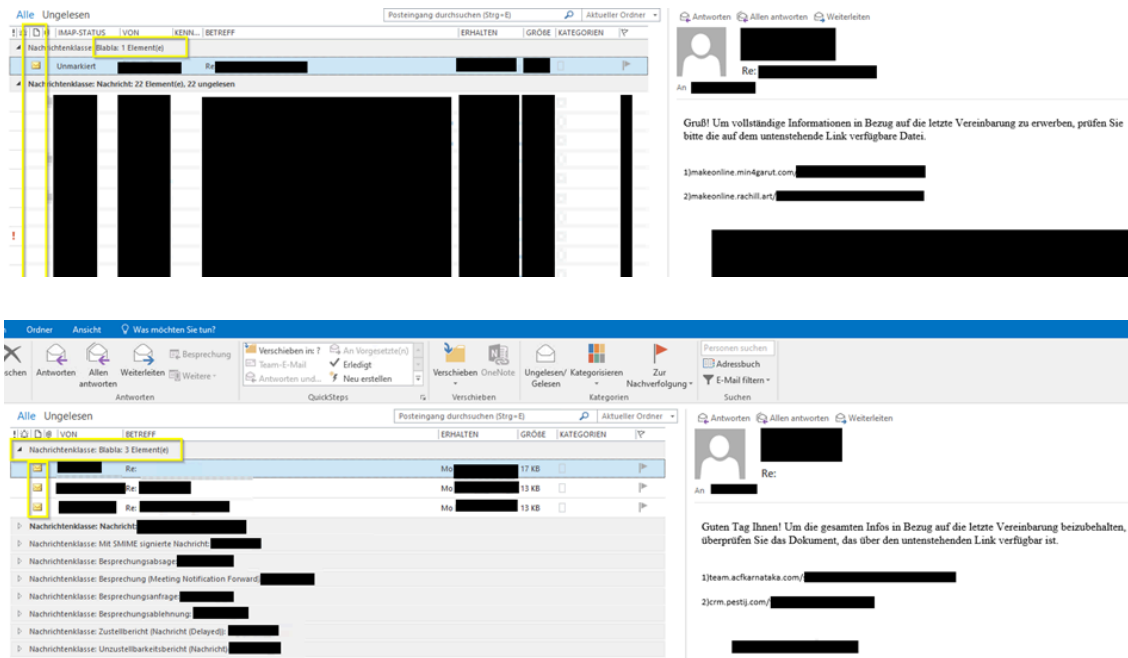 Alle Ungelesen
Posteingang durchsuchen (Strg+E) Aktueller Ordner
IMAP-STATUS VON KENN... BETREFF ERHALTEN GRÖßE KATEGORIEN
Nachrichtenklasse: Blabla: 1 Element(e)
Unmarkiert Re
Nachrichtenklasse: Nachricht: 22 Element(e), 22 ungelesen
!
Antworten Allen antworten Weiterleiten
Re:
An
Gruß! Um vollständige Informationen in Bezug auf die letzte Vereinbarung zu erwerben, prüfen Sie
bitte die auf dem untenstehende Link verfügbare Datei.
1)makeonline.min4garut.com/
2)makeonline.rachill.art/
Ordner Ansicht Was möchten Sie tun?
schen Antworten Allen antworten Weiterleiten Besprechung Weitere
Antworten
Verschieben in: ? An Vorgesetzte(n)
Team-E-Mail Erledigt
Antworten und... Neu erstellen
QuickSteps
Verschieben OneNote
Verschieben
Ungelesen/ Gelesen Kategorisieren Zur Nachverfolgung
Kategorien
Personen suchen
Adressbuch
E-Mail filtern
Suchen
Alle Ungelesen
Posteingang durchsuchen (Strg+E) Aktueller Ordner
! VON BETREFF ERHALTEN GRÖßE KATEGORIEN
Nachrichtenklasse: Blabla: 3 Element(e)
Re: Mo 17 KB
Re: Mo 13 KB
Re: Mo 13 KB
Nachrichtenklasse: Nachricht:
Nachrichtenklasse: Mit SMIME signierte Nachricht:
Nachrichtenklasse: Besprechungsabsage:
Nachrichtenklasse: Besprechung (Meeting Notification Forward)
Nachrichtenklasse: Besprechungsanfrage:
Nachrichtenklasse: Besprechungsablehnung:
Nachrichtenklasse: Zustellbericht (Nachricht (Delayed)):
Nachrichtenklasse: Unzustellbarkeitsbericht (Nachricht)
Antworten Allen antworten Weiterleiten
Re:
An
Guten Tag Ihnen! Um die gesamten Infos in Bezug auf die letzte Vereinbarung beizubehalten,
überprüfen Sie das Dokument, das über den untenstehenden Link verfügbar ist.
1)team.acfkarnataka.com/
2)crm.pestij.com/